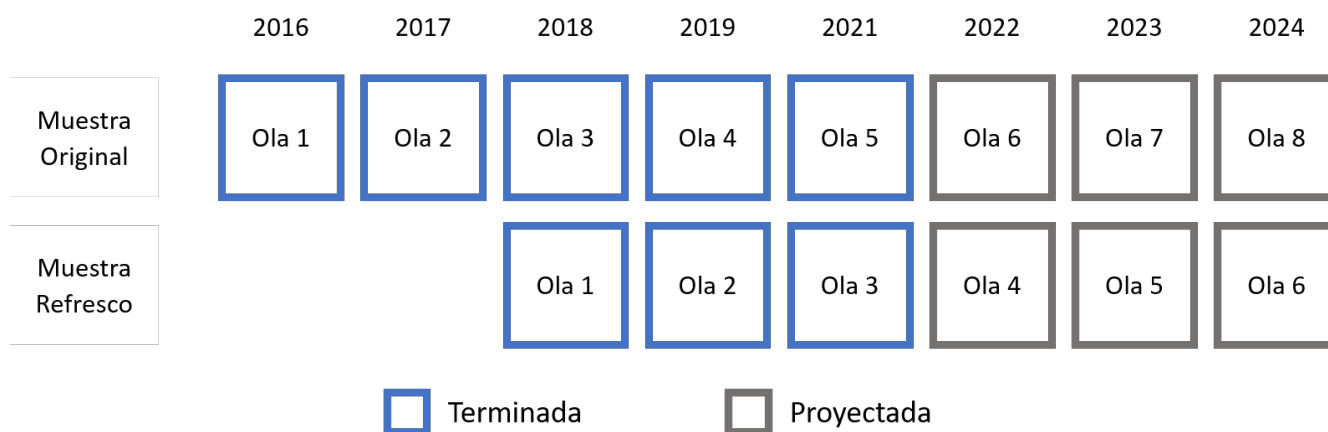 2016 2017 2018 2019 2021 2022 2023 2024
Muestra
Original
Ola 1 Ola 2 Ola 3 Ola 4 Ola 5 Ola 6 Ola 7 Ola 8
Muestra
Refresco
Ola 1 Ola 2 Ola 3 Ola 4 Ola 5 Ola 6
Terminada Proyectada